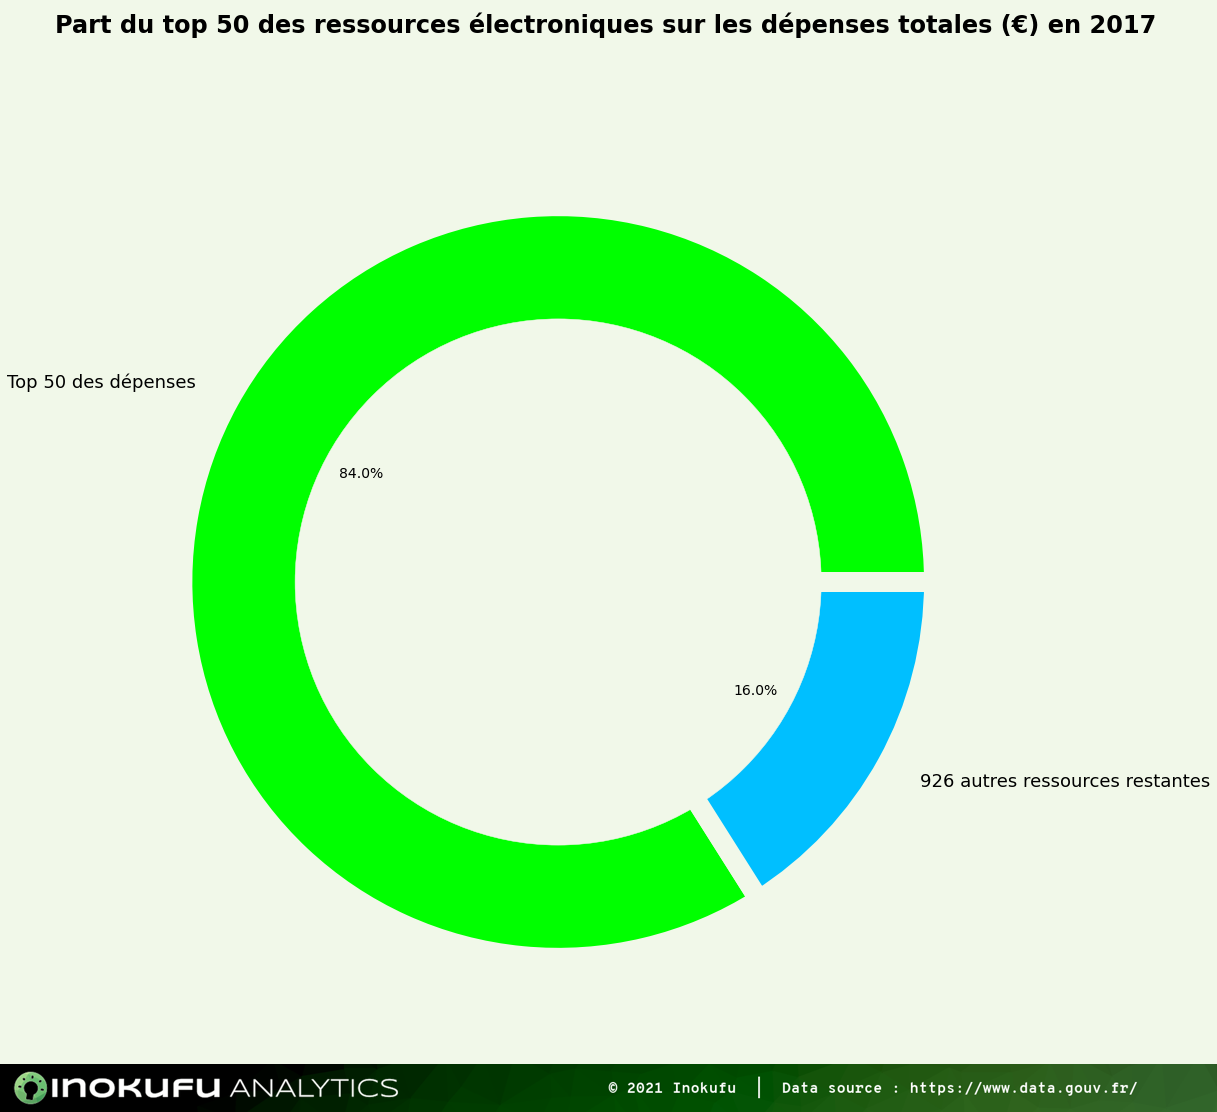 Part du top 50 des ressources électroniques sur les dépenses totales (€) en 2017
Top 50 des dépenses
84.0%
16.0%
926 autres ressources restantes
INOKUFU ANALYTICS
© 2021 Inokufu | Data source : https://www.data.gouv.fr/